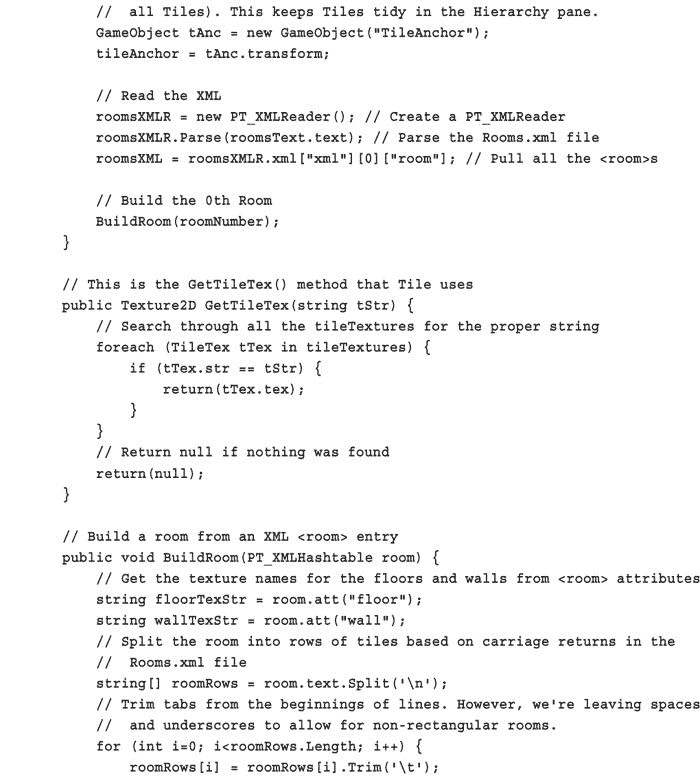 //  all Tiles). This keeps Tiles tidy in the Hierarchy pane.
GameObject tAnc = new GameObject("TileAnchor");
tileAnchor = tAnc.transform;
// Read the XML
roomsXMLR = new PT_XMLReader(); // Create a PT_XMLReader
roomsXMLR.Parse(roomsText.text); // Parse the Rooms.xml file
roomsXML = roomsXMLR.xml["xml"][0]["room"]; // Pull all the <room>s
// Build the 0th Room
BuildRoom(roomNumber);
}
// This is the GetTileTex() method that Tile uses
public Texture2D GetTileTex(string tStr) {
// Search through all the tileTextures for the proper string
foreach (TileTex tTex in tileTextures) {
if (tTex.str == tStr) {
return(tTex.tex);
}
}
// Return null if nothing was found
return(null);
}
// Build a room from an XML <room> entry
public void BuildRoom(PT_XMLHashtable room) {
// Get the texture names for the floors and walls from <room> attributes
string floorTexStr = room.att("floor");
string wallTexStr = room.att("wall");
// Split the room into rows of tiles based on carriage returns in the
//  Rooms.xml file
string[] roomRows = room.text.Split('\n');
// Trim tabs from the beginnings of lines. However, we're leaving spaces
//  and underscores to allow for non-rectangular rooms.
for (int i=0; i<roomRows.Length; i++) {
roomRows[i] = roomRows[i].Trim('\t');